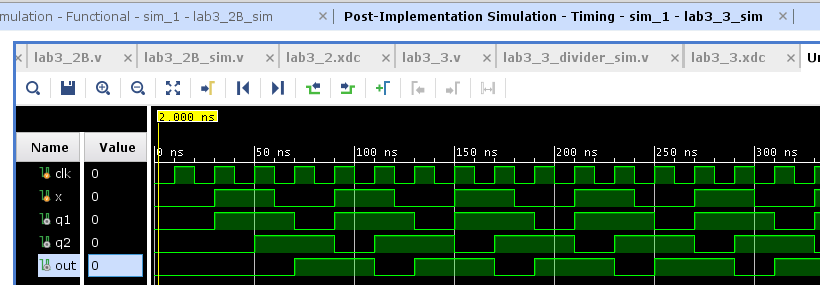 mulation - Functional - sim_1 - lab3_2B_sim Post-Implementation Simulation - Timing - sim_1 - lab3_3_sim
lab3_2B.v lab3_2B_sim.v lab3_2.xdc lab3_3.v lab3_3_divider_sim.v lab3_3.xdc Un
2.000 ns
Name Value
0 ns 50 ns 100 ns 150 ns 200 ns 250 ns 300 ns
clk 0
x 0
q1 0
q2 0
out 0